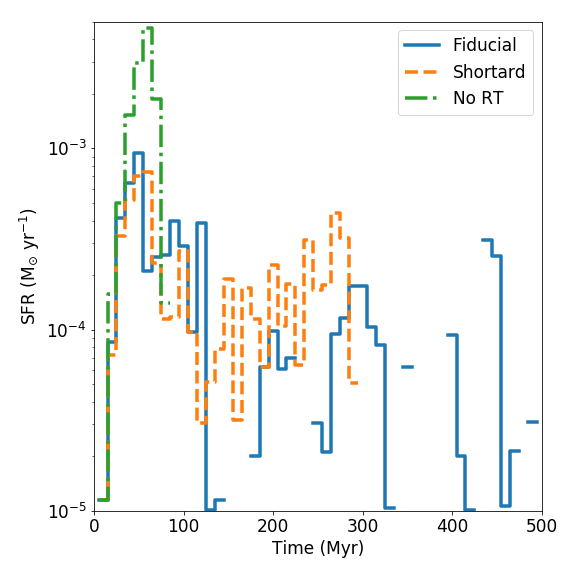 Fiducial
Shortard
No RT
10⁻³
10⁻⁴
10⁻⁵
SFR (M⊙ yr⁻¹)
0 100 200 300 400 500
Time (Myr)